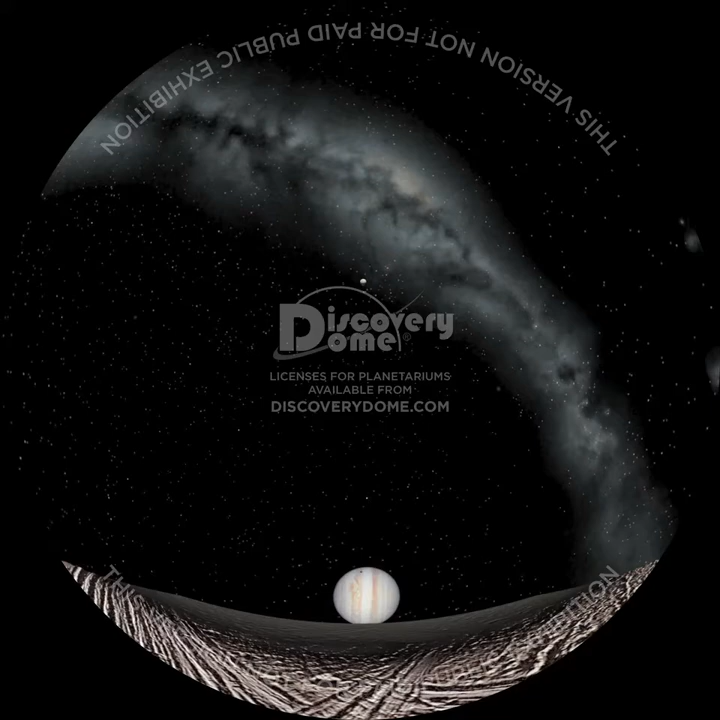 THIS VERSION NOT FOR PAID PUBLIC EXHIBITION
Discovery
Dome
LICENSES FOR PLANETARIUMS
AVAILABLE FROM
DISCOVERYDOME.COM